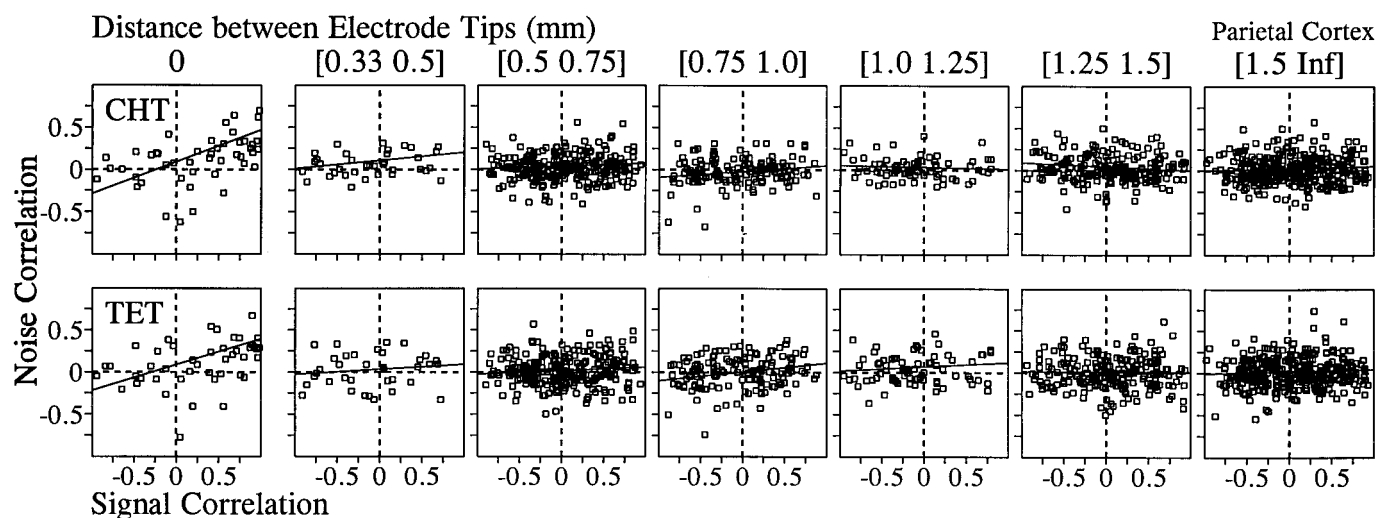 Distance between Electrode Tips (mm)
Parietal Cortex
0 [0.33 0.5] [0.5 0.75] [0.75 1.0] [1.0 1.25] [1.25 1.5] [1.5 Inf]
CHT
0.5
0
-0.5
Noise Correlation
TET
0.5
0
-0.5
-0.5 0 0.5 -0.5 0 0.5 -0.5 0 0.5 -0.5 0 0.5 -0.5 0 0.5 -0.5 0 0.5 -0.5 0 0.5
Signal Correlation